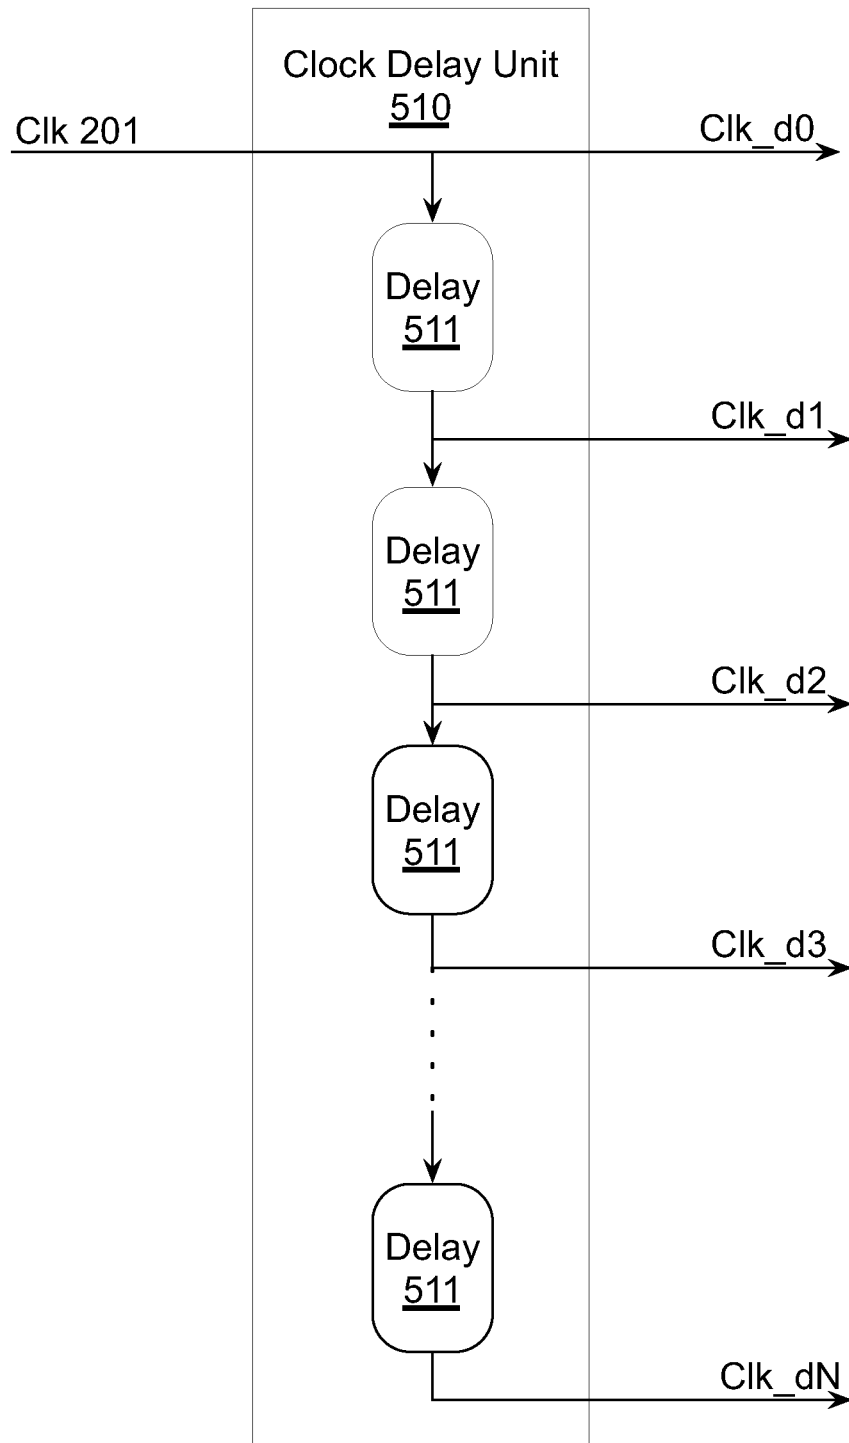 Clock Delay Unit
510
Clk 201
Clk_d0
Delay
511
Clk_d1
Delay
511
Clk_d2
Delay
511
Clk_d3
Delay
511
Clk_dN